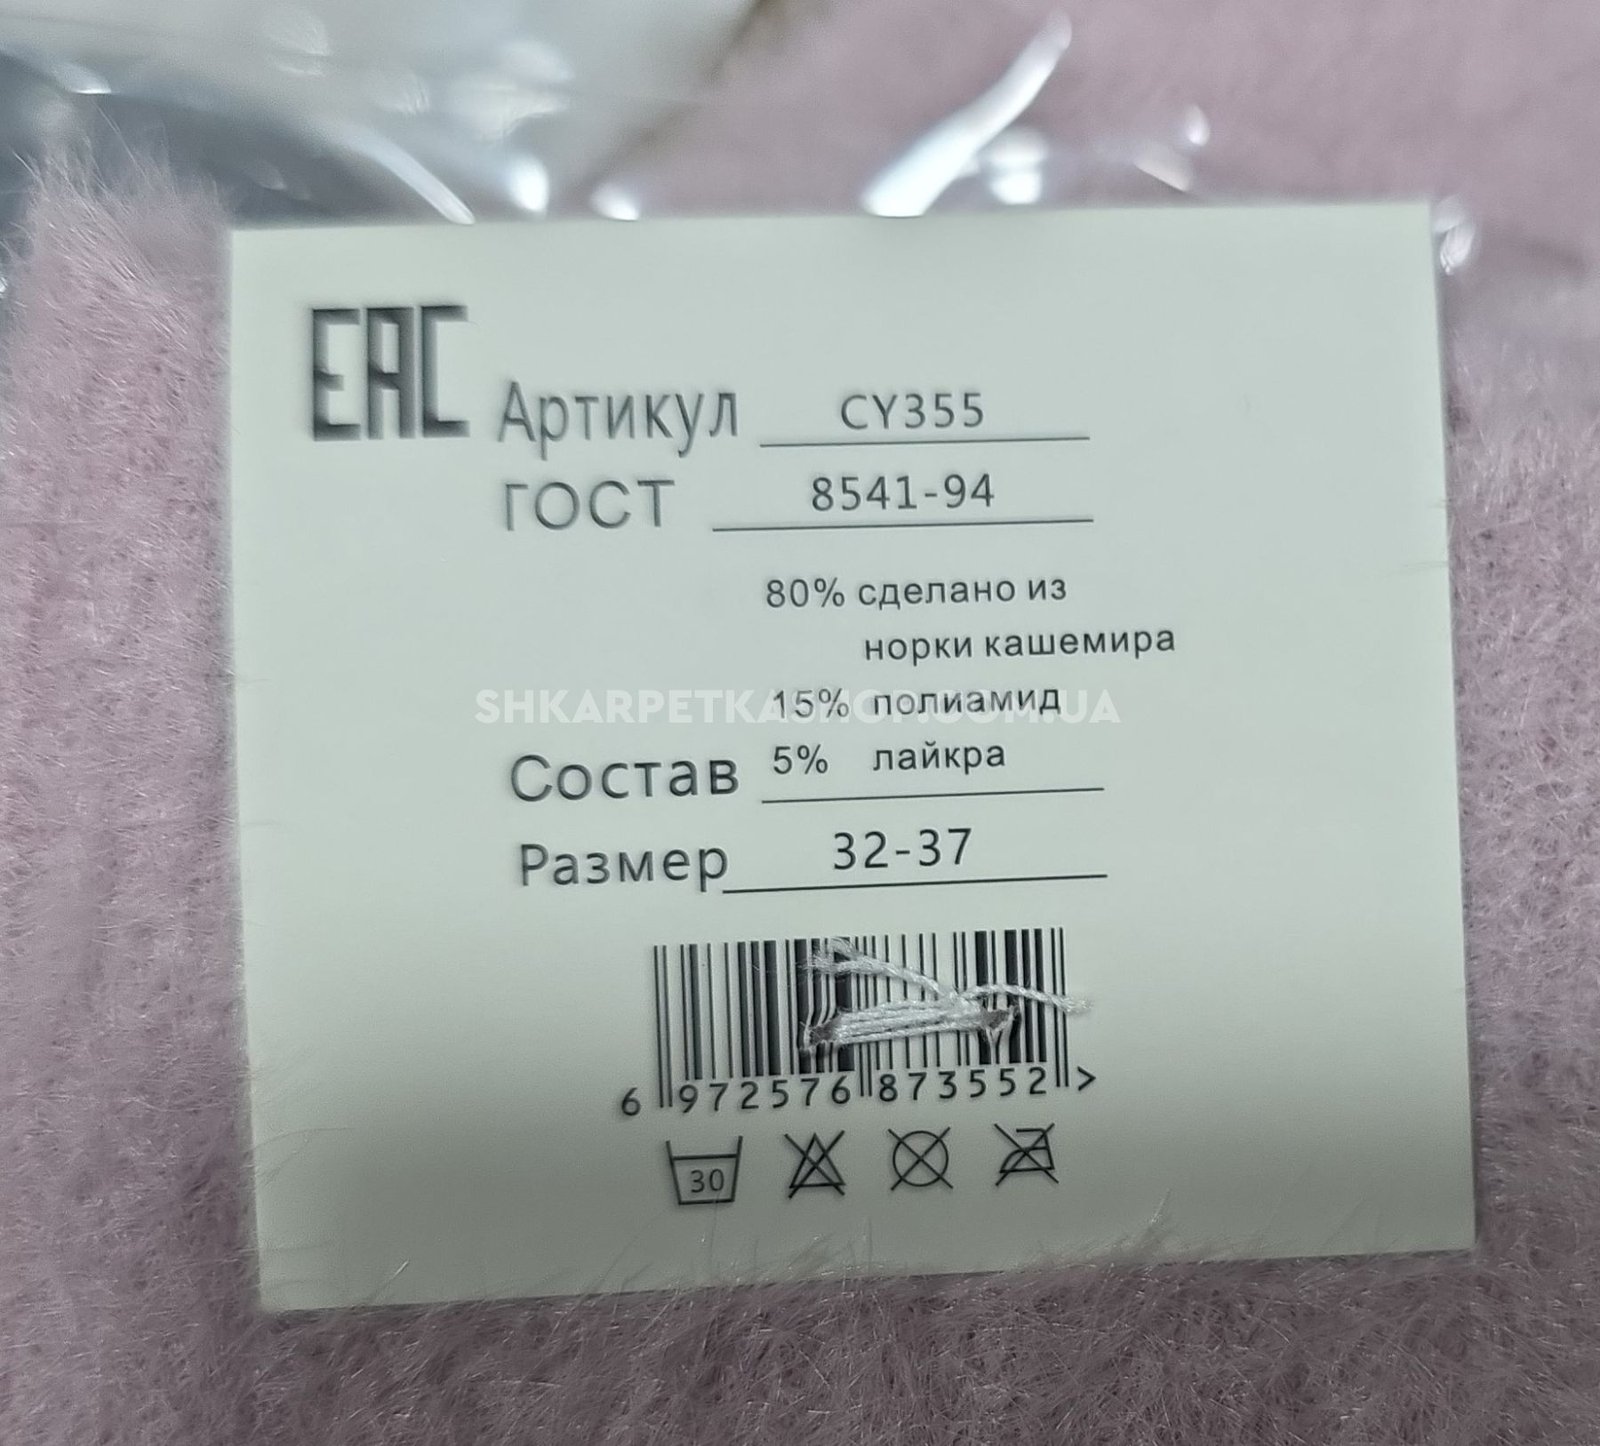 EAC Артикул CY355
ГОСТ 8541-94
80% сделано из
норки кашемира
15% полиамид
SHKARPETKASHOP.COM.UA
Состав 5% лайкра
Размер 32-37
6 972576 873552 >
30